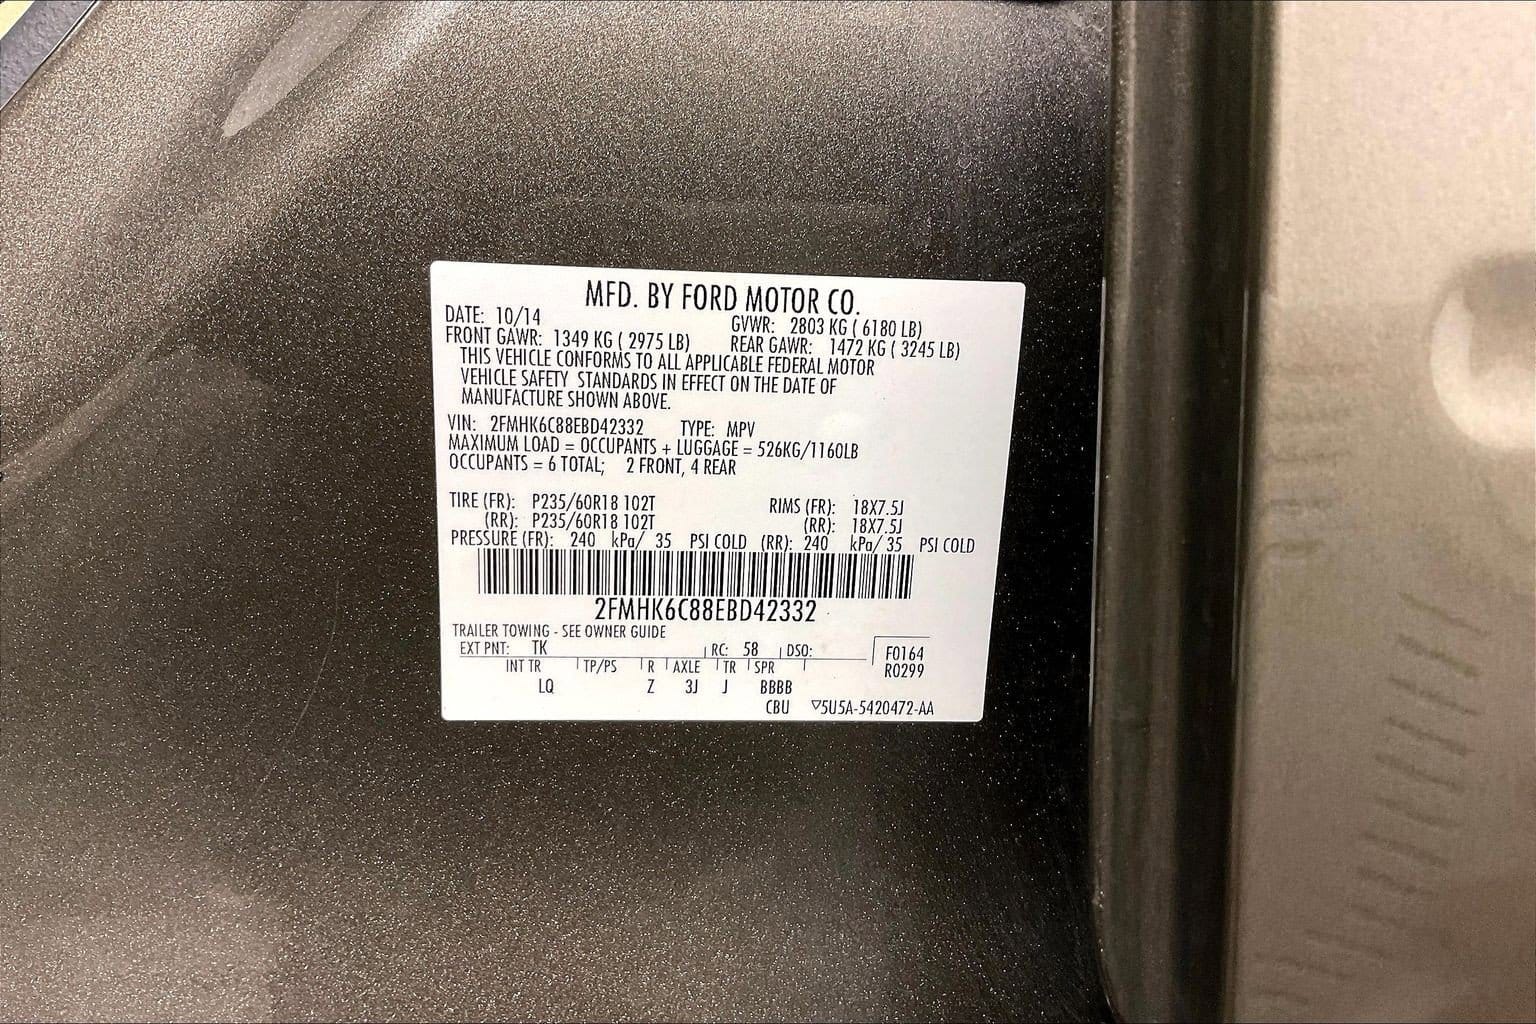 MFD. BY FORD MOTOR CO.
DATE: 10/14 GVWR: 2803 KG ( 6180 LB)
FRONT GAWR: 1349 KG ( 2975 LB) REAR GAWR: 1472 KG ( 3245 LB)
THIS VEHICLE CONFORMS TO ALL APPLICABLE FEDERAL MOTOR
VEHICLE SAFETY STANDARDS IN EFFECT ON THE DATE OF
MANUFACTURE SHOWN ABOVE.
VIN: 2FMHK6C88EBD42332 TYPE: MPV
MAXIMUM LOAD = OCCUPANTS + LUGGAGE = 526KG/1160LB
OCCUPANTS = 6 TOTAL; 2 FRONT, 4 REAR
TIRE (FR): P235/60R18 102T RIMS (FR): 18X7.5J
(RR): P235/60R18 102T (RR): 18X7.5J
PRESSURE (FR): 240 kPa/ 35 PSI COLD (RR): 240 kPa/ 35 PSI COLD
2FMHK6C88EBD42332
TRAILER TOWING - SEE OWNER GUIDE
EXT PNT: TK RC: 58 DSO: F0164
INT TR TP/PS R AXLE TR SPR R0299
LQ Z 3J J BBBB
CBU ▽5U5A-5420472-AA